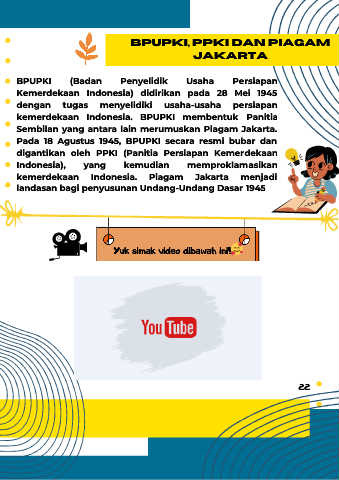 BPUPKI, PPKI DAN PIAGAM
JAKARTA
BPUPKI (Badan Penyelidik Usaha Persiapan
Kemerdekaan Indonesia) didirikan pada 28 Mei 1945
dengan tugas menyelidiki usaha-usaha persiapan
kemerdekaan Indonesia. BPUPKI membentuk Panitia
Sembilan yang antara lain merumuskan Piagam Jakarta.
Pada 18 Agustus 1945, BPUPKI secara resmi bubar dan
digantikan oleh PPKI (Panitia Persiapan Kemerdekaan
Indonesia), yang kemudian memproklamasikan
kemerdekaan Indonesia. Piagam Jakarta menjadi
landasan bagi penyusunan Undang-Undang Dasar 1945
Yuk simak video dibawah ini!
YouTube
22